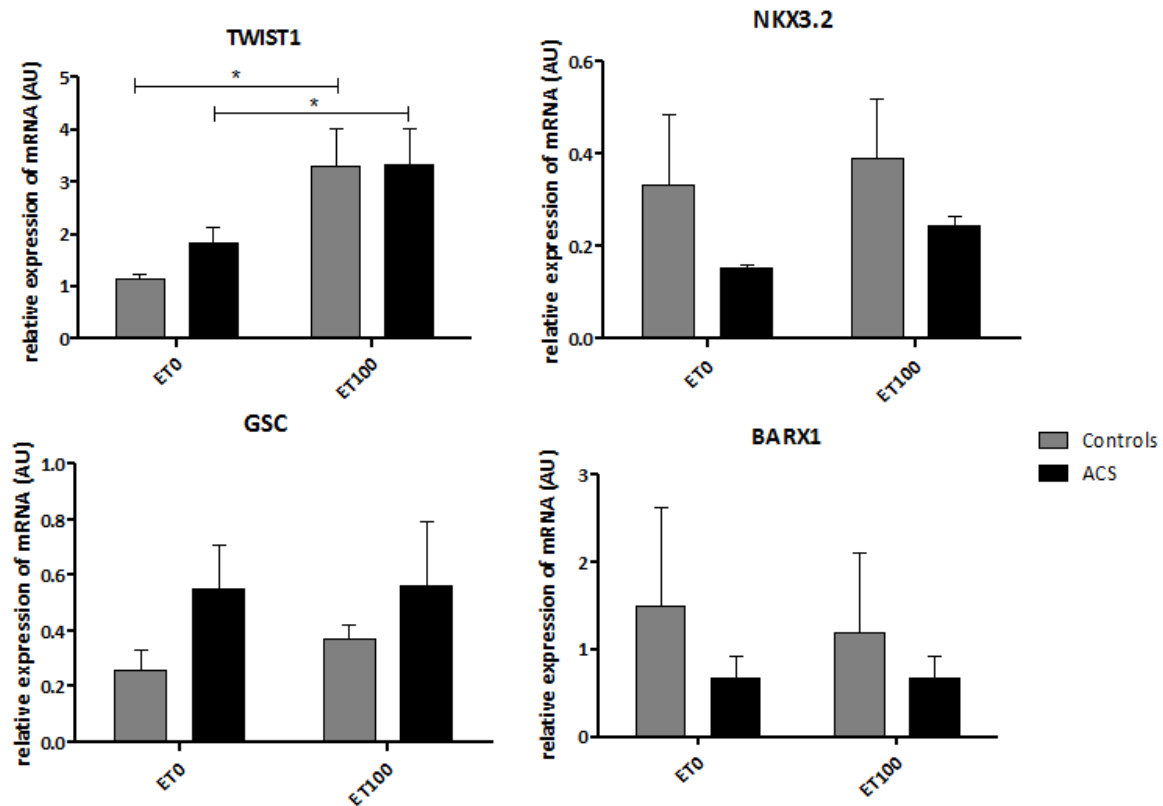 TWIST1
relative expression of mRNA (AU)
5
4
3
2
1
0
*
*
ET0
ET100
NKX3.2
relative expression of mRNA (AU)
0.6
0.4
0.2
0.0
ET0
ET100
GSC
relative expression of mRNA (AU)
1.0
0.8
0.6
0.4
0.2
0.0
ET0
ET100
BARX1
relative expression of mRNA (AU)
3
2
1
0
ET0
ET100
Controls
ACS